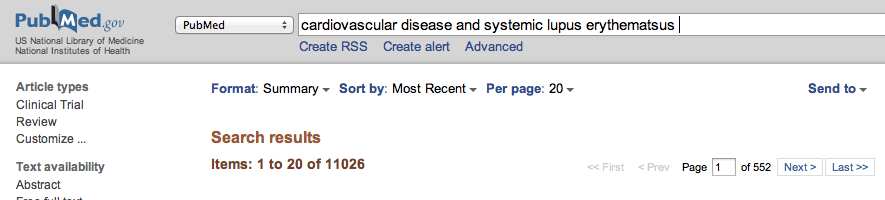 PubMed.gov
US National Library of Medicine
National Institutes of Health
PubMed
cardiovascular disease and systemic lupus erythematsus
Create RSS Create alert Advanced
Article types
Clinical Trial
Review
Customize ...
Text availability
Abstract
Free full text
Format: Summary Sort by: Most Recent Per page: 20 Send to
Search results
Items: 1 to 20 of 11026
<< First < Prev Page 1 of 552 Next > Last >>